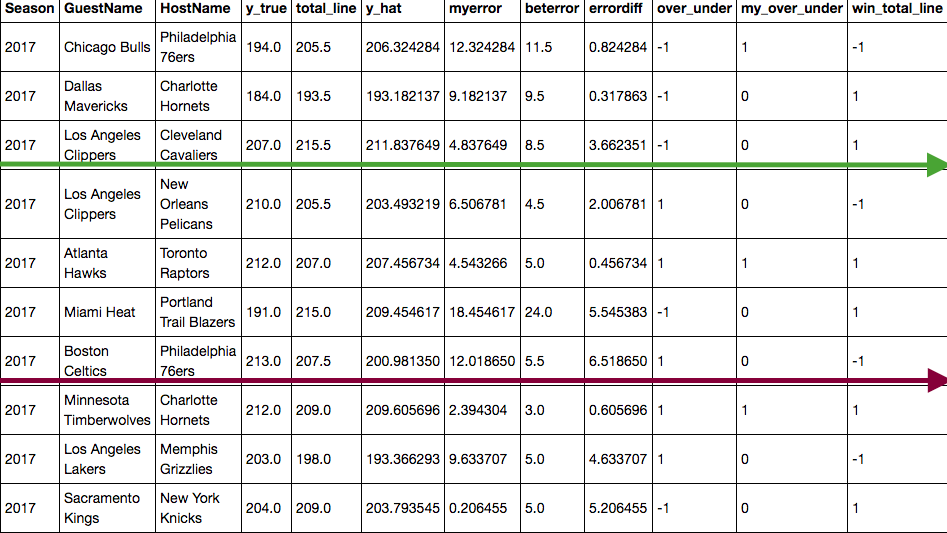 Season GuestName HostName y_true total_line y_hat myerror beterror errordiff over_under my_over_under win_total_line
2017 Chicago Bulls Philadelphia 76ers 194.0 205.5 206.324284 12.324284 11.5 0.824284 -1 1 -1
2017 Dallas Mavericks Charlotte Hornets 184.0 193.5 193.182137 9.182137 9.5 0.317863 -1 0 1
2017 Los Angeles Clippers Cleveland Cavaliers 207.0 215.5 211.837649 4.837649 8.5 3.662351 -1 0 1
2017 Los Angeles Clippers New Orleans Pelicans 210.0 205.5 203.493219 6.506781 4.5 2.006781 1 0 -1
2017 Atlanta Hawks Toronto Raptors 212.0 207.0 207.456734 4.543266 5.0 0.456734 1 1 1
2017 Miami Heat Portland Trail Blazers 191.0 215.0 209.454617 18.454617 24.0 5.545383 -1 0 1
2017 Boston Celtics Philadelphia 76ers 213.0 207.5 200.981350 12.018650 5.5 6.518650 1 0 -1
2017 Minnesota Timberwolves Charlotte Hornets 212.0 209.0 209.605696 2.394304 3.0 0.605696 1 1 1
2017 Los Angeles Lakers Memphis Grizzlies 203.0 198.0 193.366293 9.633707 5.0 4.633707 1 0 -1
2017 Sacramento Kings New York Knicks 204.0 209.0 203.793545 0.206455 5.0 5.206455 -1 0 1